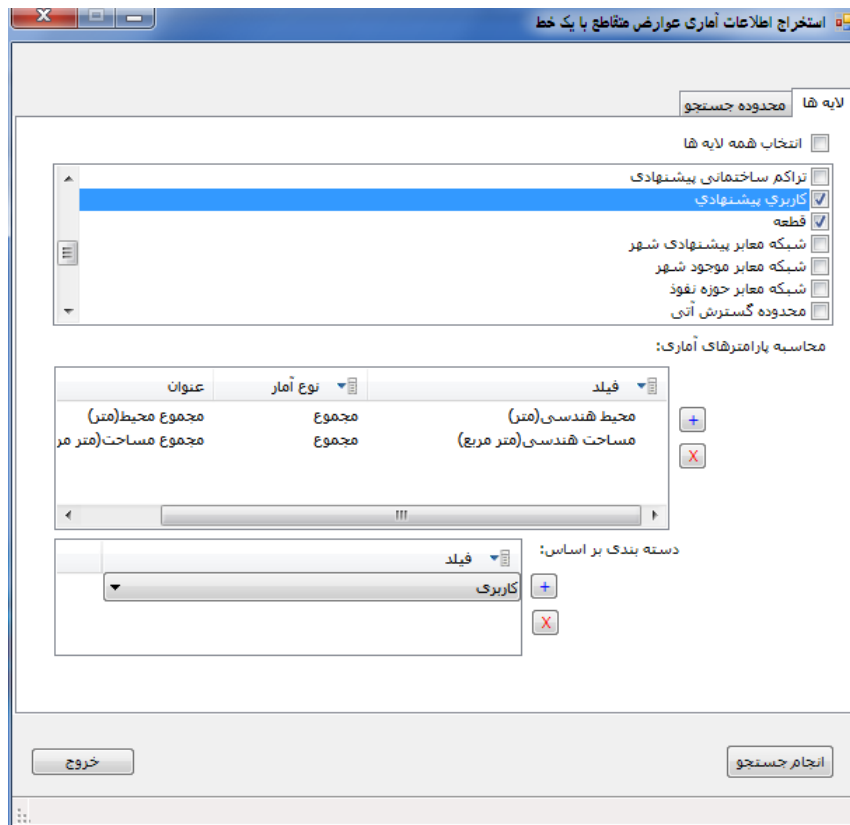 استخراج اطلاعات آماری عوارض متقاطع با یک خط
لایه ها محدوده جستجو
انتخاب همه لایه ها
تراکم ساختمانی پیشنهادی
کاربري پيشنهادي
قطعه
شبکه معابر پیشنهادی شهر
شبکه معابر موجود شهر
شبکه معابر حوزه نفوذ
محدوده گسترش آتی
محاسبه پارامترهای آماری:
فیلد نوع آمار عنوان
محیط هندسی(متر) مجموع مجموع محیط(متر)
مساحت هندسی(متر مربع) مجموع مجموع مساحت(متر مر
+
X
دسته بندی بر اساس:
فیلد
کاربری
+
X
انجام جستجو خروج